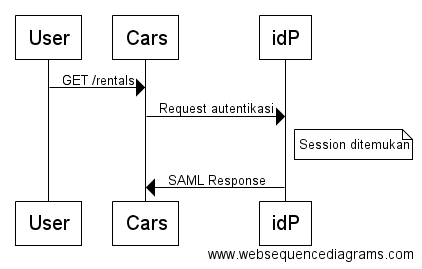 User Cars idP
GET /rentals
Request autentikasi
Session ditemukan
SAML Response
User Cars idP
www.websequencediagrams.com